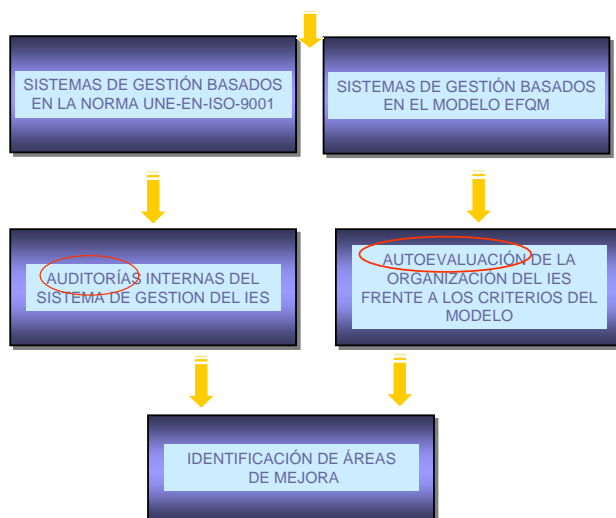 SISTEMAS DE GESTIÓN BASADOS
EN LA NORMA UNE-EN-ISO-9001
SISTEMAS DE GESTIÓN BASADOS
EN EL MODELO EFQM
AUDITORÍAS INTERNAS DEL
SISTEMA DE GESTION DEL IES
AUTOEVALUACIÓN DE LA
ORGANIZACIÓN DEL IES
FRENTE A LOS CRITERIOS DEL
MODELO
IDENTIFICACIÓN DE ÁREAS
DE MEJORA